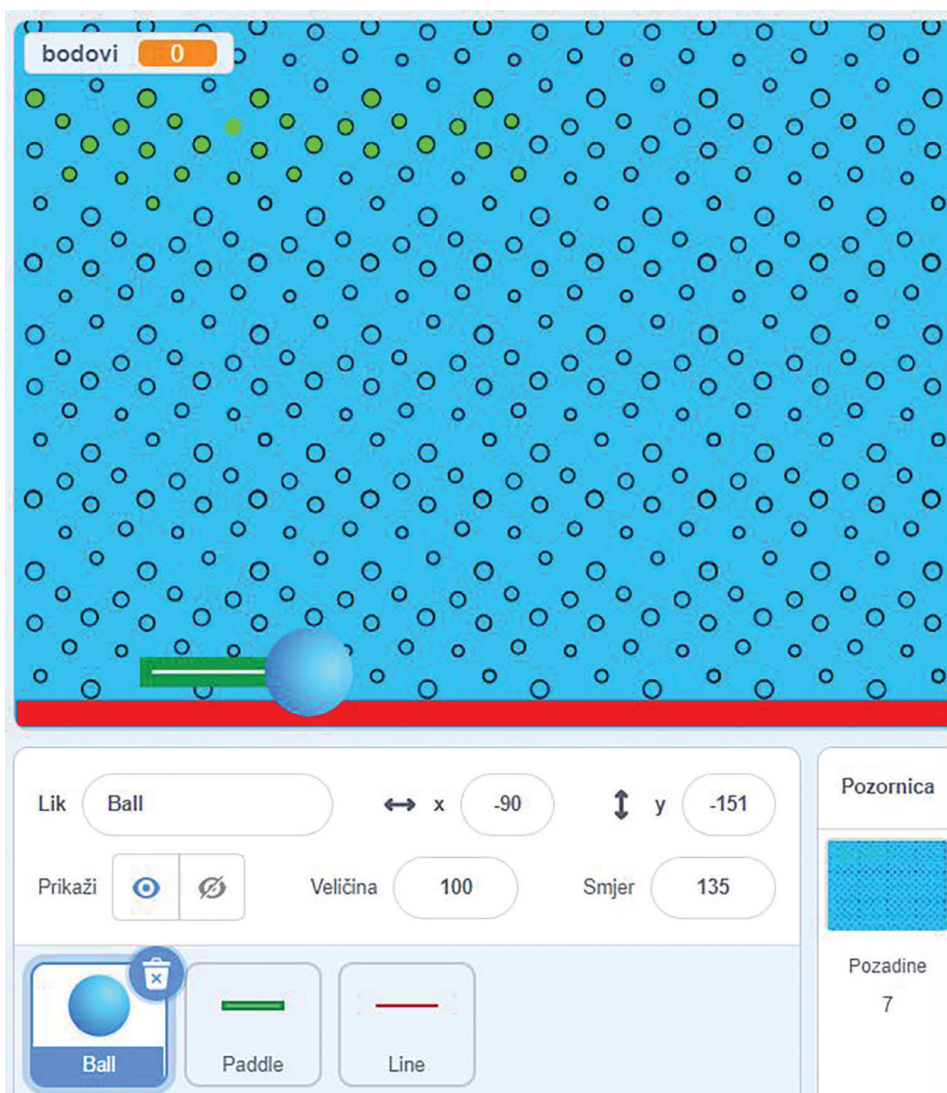 bodovi 0
Lik Ball x -90 y -151
Prikaži Veličina 100 Smjer 135
Pozornica
Pozadine
7
Ball Paddle Line